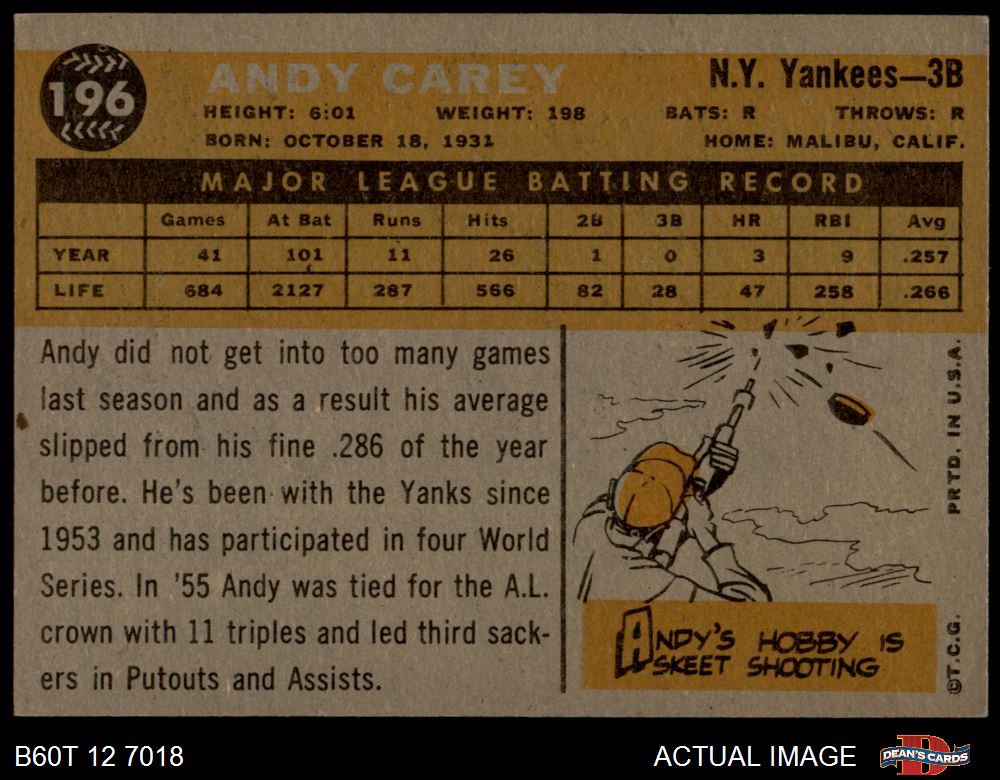 196
ANDY CAREY
N.Y. Yankees—3B
HEIGHT: 6:01 WEIGHT: 198 BATS: R THROWS: R
BORN: OCTOBER 18, 1931 HOME: MALIBU, CALIF.
MAJOR LEAGUE BATTING RECORD
Games At Bat Runs Hits 2B 3B HR RBI Avg
YEAR 41 101 11 26 1 0 3 9 .257
LIFE 684 2127 287 566 82 28 47 258 .266
Andy did not get into too many games
last season and as a result his average
slipped from his fine .286 of the year
before. He's been with the Yanks since
1953 and has participated in four World
Series. In '55 Andy was tied for the A.L.
crown with 11 triples and led third sack-
ers in Putouts and Assists.
ANDY'S HOBBY IS
SKEET SHOOTING
PRTD. IN U.S.A.
©T.C.G.
B60T 12 7018
ACTUAL IMAGE
DEAN'S CARDS